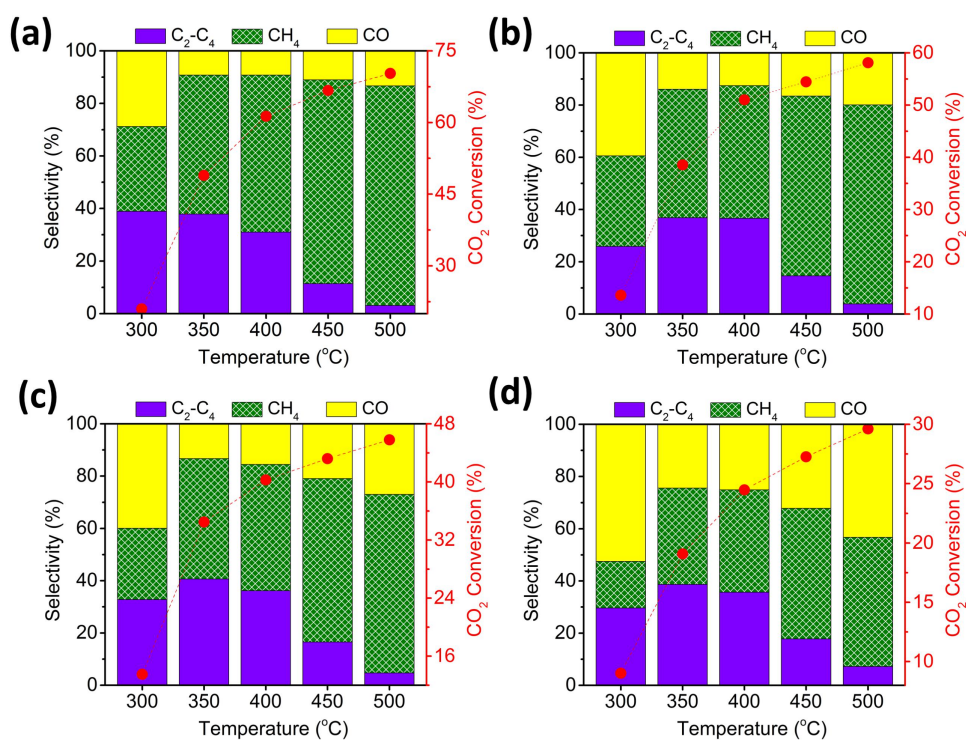 (a)
C₂-C₄ CH₄ CO
100
80
60
40
20
0
Selectivity (%)
75
60
45
30
CO₂ Conversion (%)
300 350 400 450 500
Temperature (°C)
(b)
C₂-C₄ CH₄ CO
100
80
60
40
20
0
Selectivity (%)
60
50
40
30
20
10
CO₂ Conversion (%)
300 350 400 450 500
Temperature (°C)
(c)
C₂-C₄ CH₄ CO
100
80
60
40
20
0
Selectivity (%)
48
40
32
24
16
CO₂ Conversion (%)
300 350 400 450 500
Temperature (°C)
(d)
C₂-C₄ CH₄ CO
100
80
60
40
20
0
Selectivity (%)
30
25
20
15
10
CO₂ Conversion (%)
300 350 400 450 500
Temperature (°C)